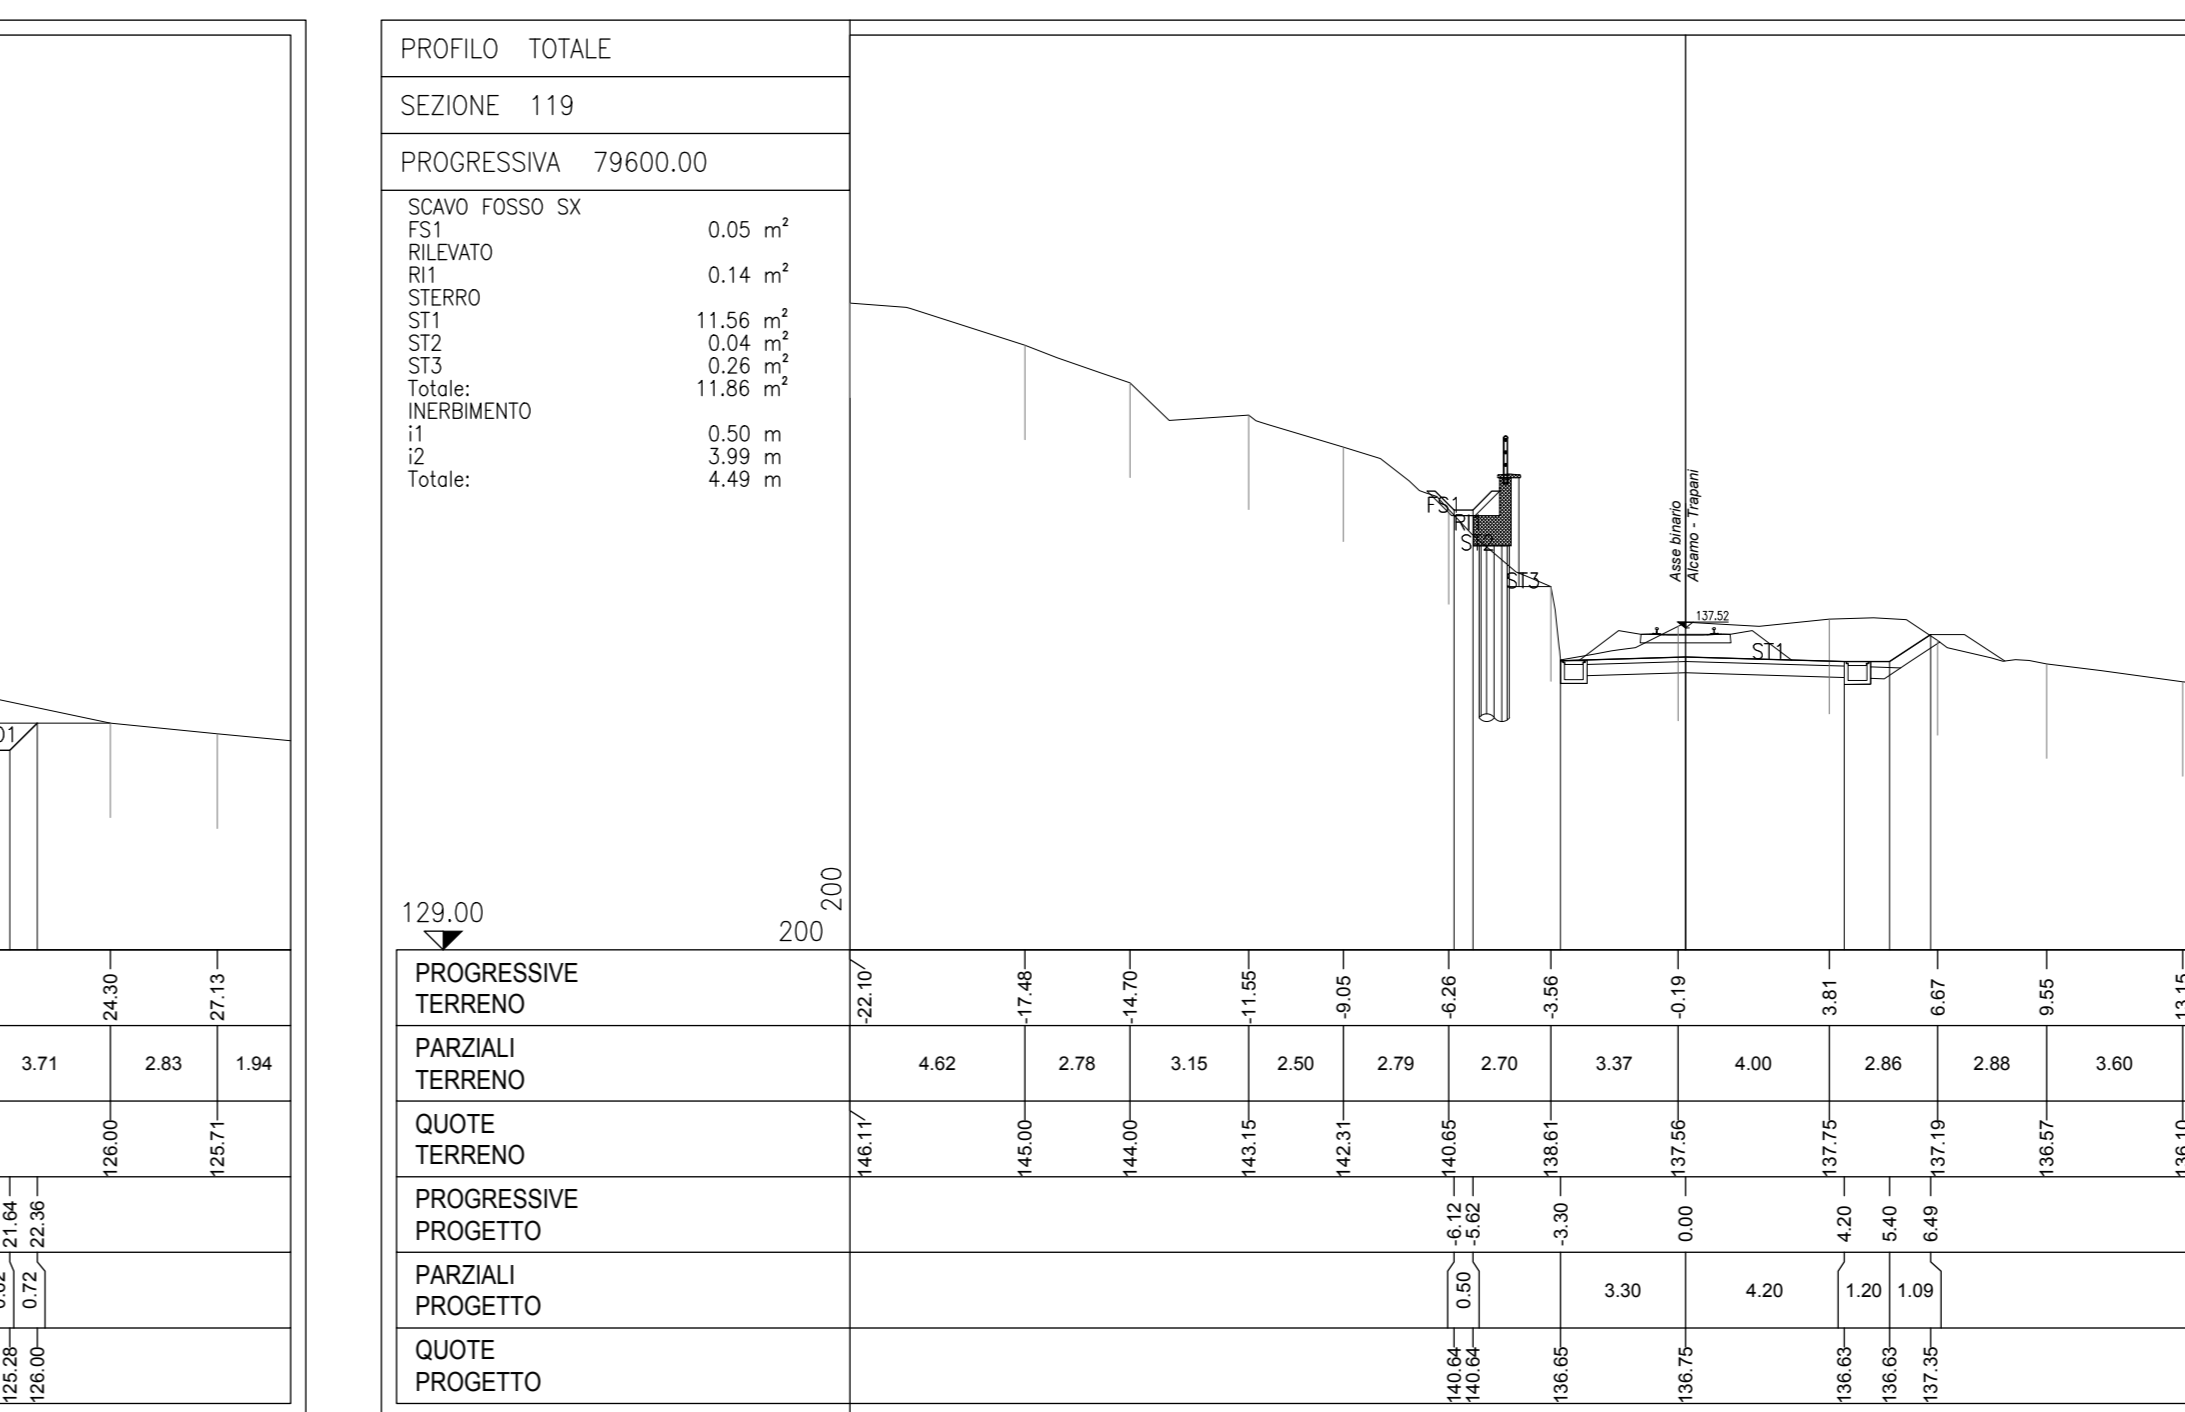 PROFILO TOTALE
SEZIONE 119
PROGRESSIVA 79600.00
SCAVO FOSSO SX
FS1 0.05 m²
RILEVATO
RI1 0.14 m²
STERRO
ST1 11.56 m²
ST2 0.04 m²
ST3 0.26 m²
Totale: 11.86 m²
INERBIMENTO
i1 0.50 m
i2 3.99 m
Totale: 4.49 m
129.00
200
200
FS1
ST2
ST3
Asse binario
Alcamo - Trapani
137.52
ST1
PROGRESSIVE
TERRENO
-22.10 -17.48 -14.70 -11.55 -9.05 -6.26 -3.56 -0.19 3.81 6.67 9.55 13.15
PARZIALI
TERRENO
4.62 2.78 3.15 2.50 2.79 2.70 3.37 4.00 2.86 2.88 3.60
QUOTE
TERRENO
146.11 145.00 144.00 143.15 142.31 140.65 138.61 137.56 137.75 137.19 136.57 136.10
PROGRESSIVE
PROGETTO
-6.12 -5.62 -3.30 0.00 4.20 5.40 6.49
PARZIALI
PROGETTO
0.50 3.30 4.20 1.20 1.09
QUOTE
PROGETTO
140.64 140.64 136.65 136.75 136.63 136.63 137.35
24.30 27.13
3.71 2.83 1.94
126.00 125.71
21.64 22.36
0.72
125.28 126.00